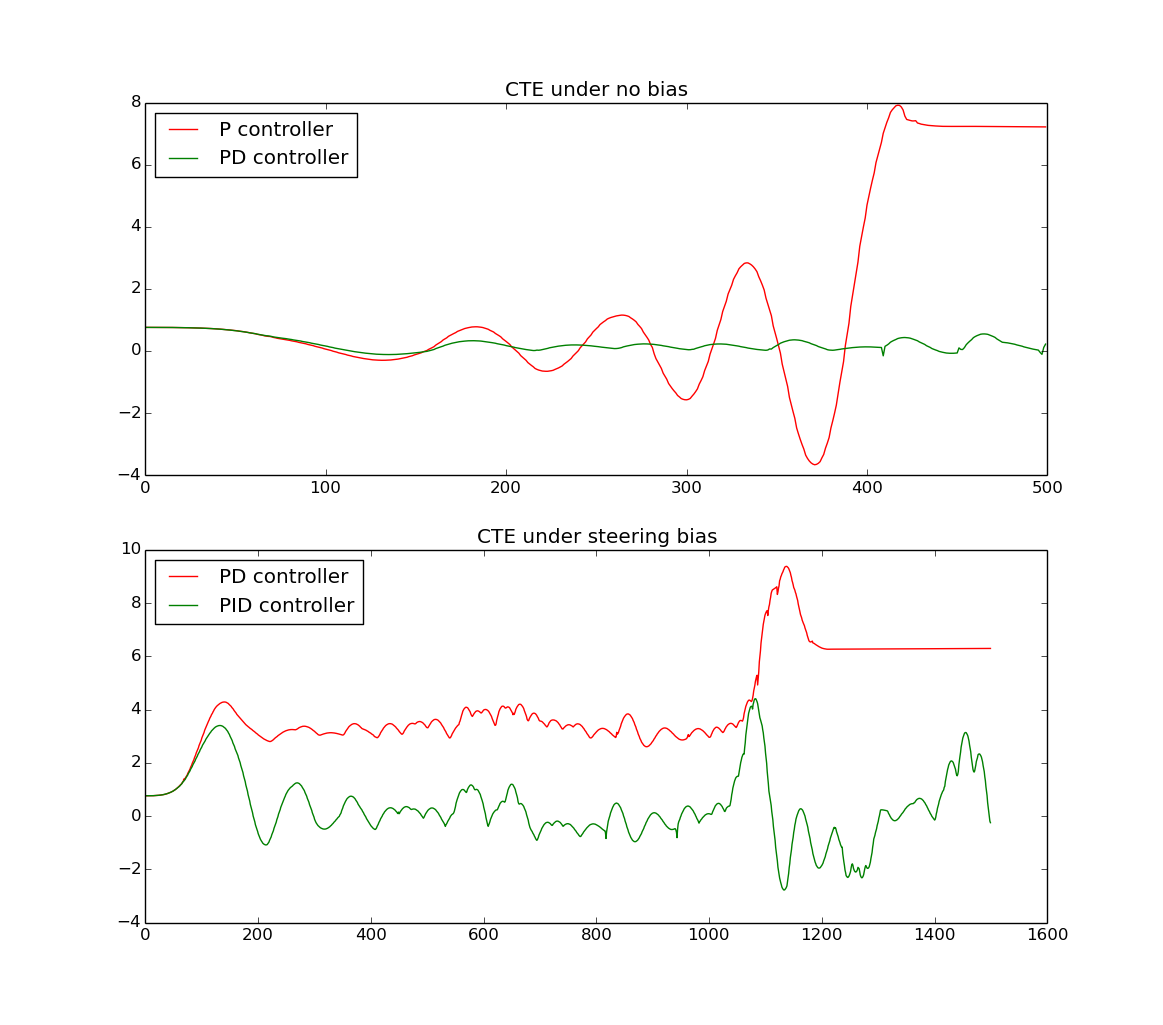 CTE under no bias
8
6
4
2
0
−2
−4
P controller
PD controller
0 100 200 300 400 500
CTE under steering bias
10
8
6
4
2
0
−2
−4
PD controller
PID controller
0 200 400 600 800 1000 1200 1400 1600